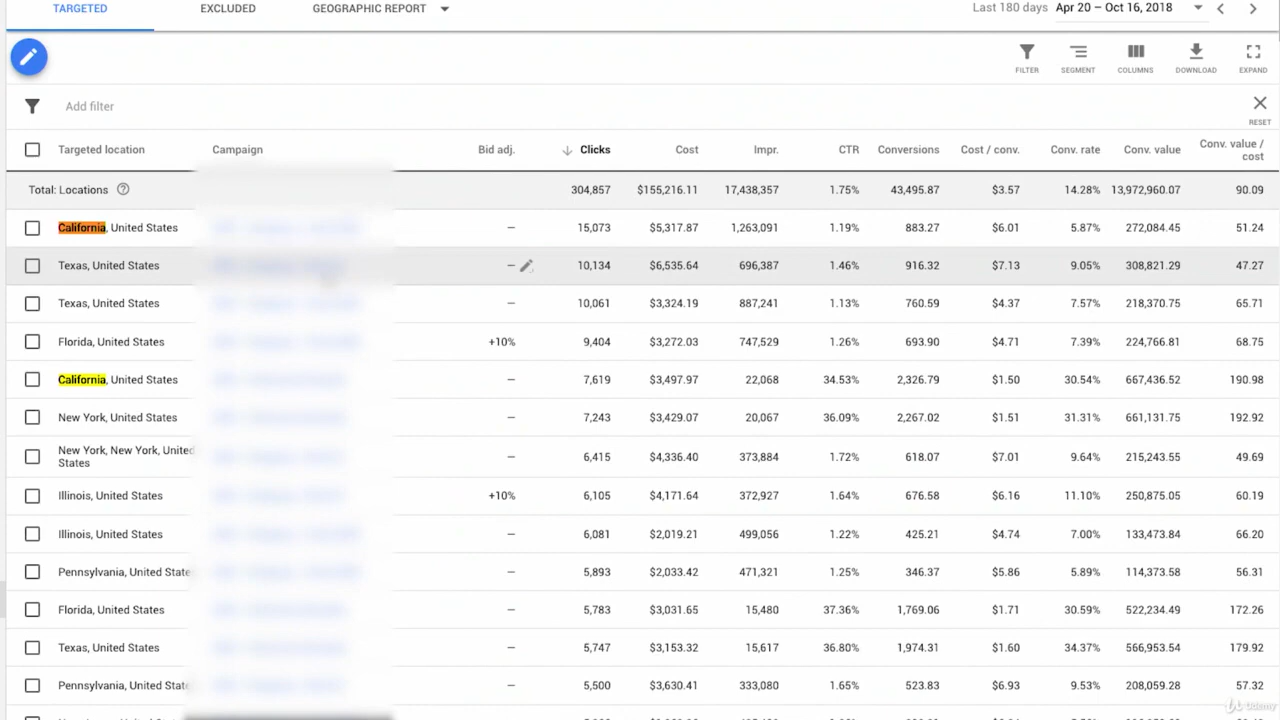 TARGETED EXCLUDED GEOGRAPHIC REPORT Last 180 days Apr 20 – Oct 16, 2018
FILTER SEGMENT COLUMNS DOWNLOAD EXPAND
Add filter RESET
Targeted location Campaign Bid adj. Clicks Cost Impr. CTR Conversions Cost / conv. Conv. rate Conv. value Conv. value / cost
Total: Locations 304,857 $155,216.11 17,438,357 1.75% 43,495.87 $3.57 14.28% 13,972,960.07 90.09
California, United States – 15,073 $5,317.87 1,263,091 1.19% 883.27 $6.01 5.87% 272,084.45 51.24
Texas, United States – 10,134 $6,535.64 696,387 1.46% 916.32 $7.13 9.05% 308,821.29 47.27
Texas, United States – 10,061 $3,324.19 887,241 1.13% 760.59 $4.37 7.57% 218,370.75 65.71
Florida, United States +10% 9,404 $3,272.03 747,529 1.26% 693.90 $4.71 7.39% 224,766.81 68.75
California, United States – 7,619 $3,497.97 22,068 34.53% 2,326.79 $1.50 30.54% 667,436.52 190.98
New York, United States – 7,243 $3,429.07 20,067 36.09% 2,267.02 $1.51 31.31% 661,131.75 192.92
New York, New York, United States – 6,415 $4,336.40 373,884 1.72% 618.07 $7.01 9.64% 215,243.55 49.69
Illinois, United States +10% 6,105 $4,171.64 372,927 1.64% 676.58 $6.16 11.10% 250,875.05 60.19
Illinois, United States – 6,081 $2,019.21 499,056 1.22% 425.21 $4.74 7.00% 133,473.84 66.20
Pennsylvania, United State – 5,893 $2,033.42 471,321 1.25% 346.37 $5.86 5.89% 114,373.58 56.31
Florida, United States – 5,783 $3,031.65 15,480 37.36% 1,769.06 $1.71 30.59% 522,234.49 172.26
Texas, United States – 5,747 $3,153.32 15,617 36.80% 1,974.31 $1.60 34.37% 566,953.54 179.92
Pennsylvania, United State – 5,500 $3,630.41 333,080 1.65% 523.83 $6.93 9.53% 208,059.28 57.32
Udemy